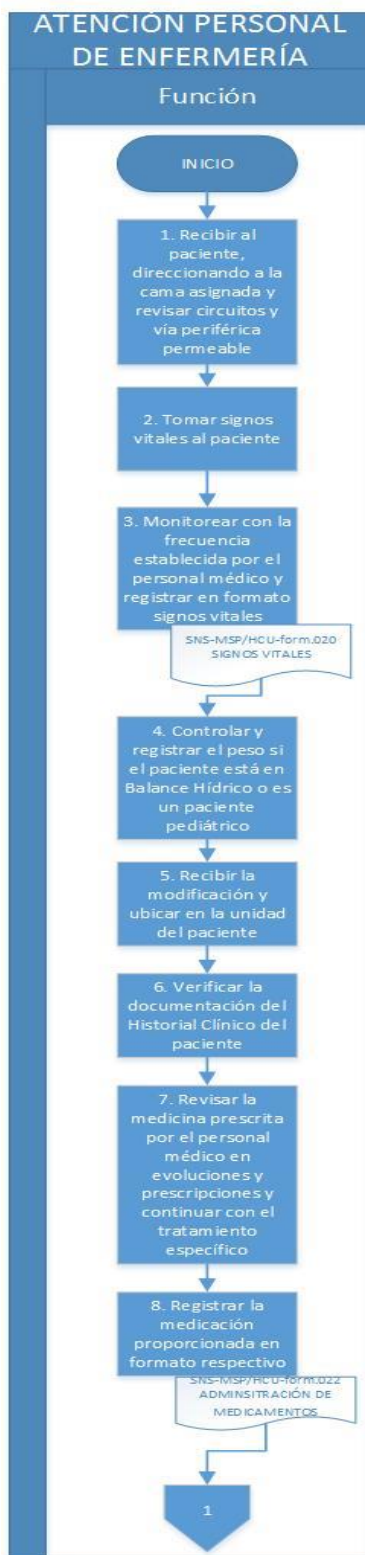 ATENCIÓN PERSONAL
DE ENFERMERÍA
Función
INICIO
1. Recibir al
paciente,
direccionando a la
cama asignada y
revisar circuitos y
vía periférica
permeable
2. Tomar signos
vitales al paciente
3. Monitorear con la
frecuencia
establecida por el
personal médico y
registrar en formato
signos vitales
SNS-MSP/HCU-form.020
SIGNOS VITALES
4. Controlar y
registrar el peso si
el paciente está en
Balance Hídrico o es
un paciente
pediátrico
5. Recibir la
modificación y
ubicar en la unidad
del paciente
6. Verificar la
documentación del
Historial Clínico del
paciente
7. Revisar la
medicina prescrita
por el personal
médico en
evoluciones y
prescripciones y
continuar con el
tratamiento
específico
8. Registrar la
medicación
proporcionada en
formato respectivo
SNS-MSP/HCU-form.022
ADMINSITRACIÓN DE
MEDICAMENTOS
1